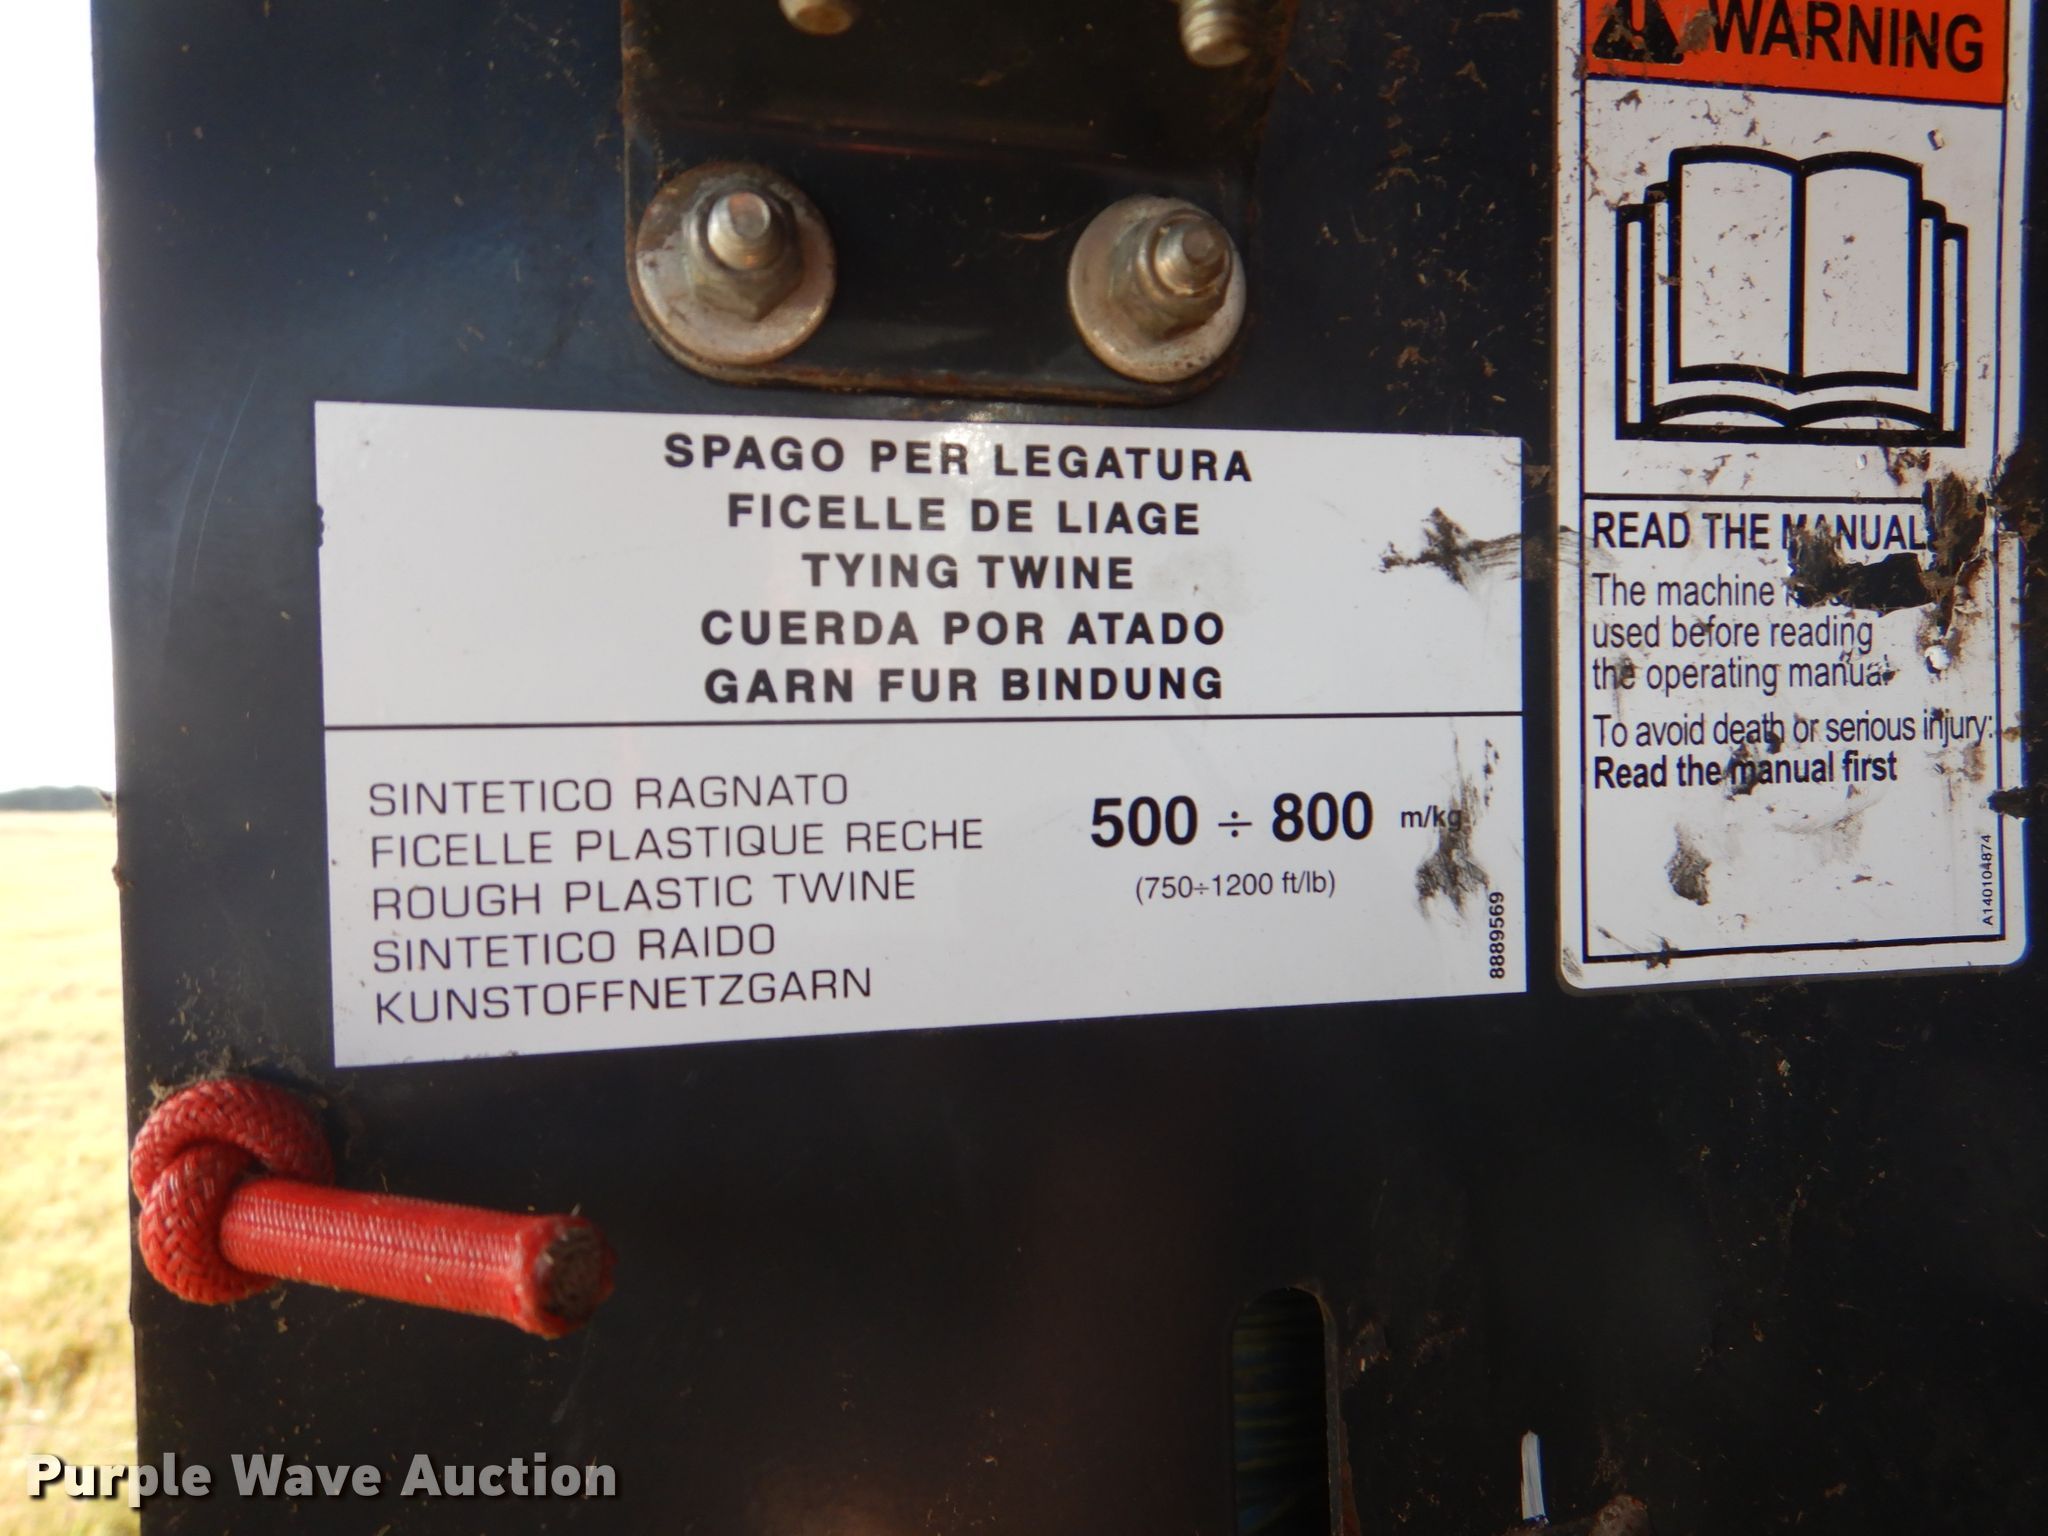 SPAGO PER LEGATURA
FICELLE DE LIAGE
TYING TWINE
CUERDA POR ATADO
GARN FUR BINDUNG
SINTETICO RAGNATO
FICELLE PLASTIQUE RECHE
ROUGH PLASTIC TWINE
SINTETICO RAIDO
KUNSTOFFNETZGARN
500 ÷ 800 m/kg
(750÷1200 ft/lb)
8889569
WARNING
READ THE MANUAL
The machine
used before reading
the operating manual
To avoid death or serious injury:
Read the manual first
A140104874
Purple Wave Auction